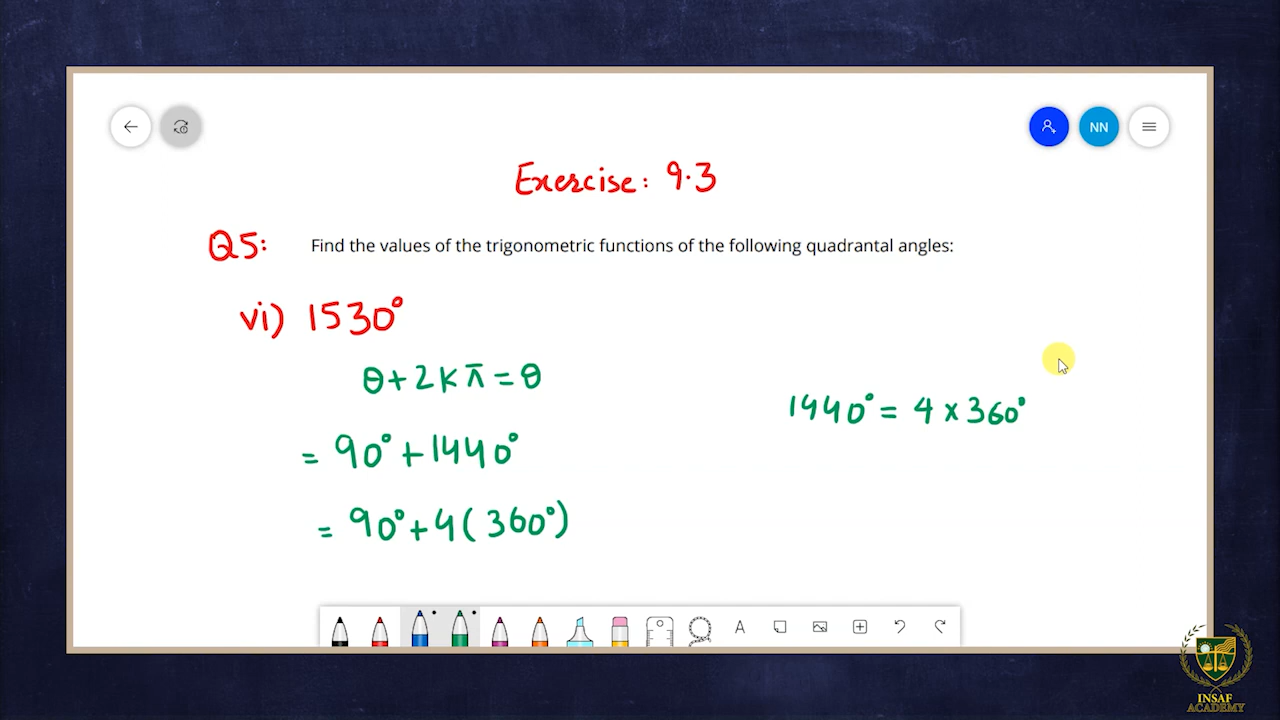 NN
Exercise: 9.3
Q5: Find the values of the trigonometric functions of the following quadrantal angles:
vi) 1530°
θ+2kπ=θ
1440°= 4 x 360°
= 90°+1440°
= 90°+4(360°)
A
INSAF
ACADEMY